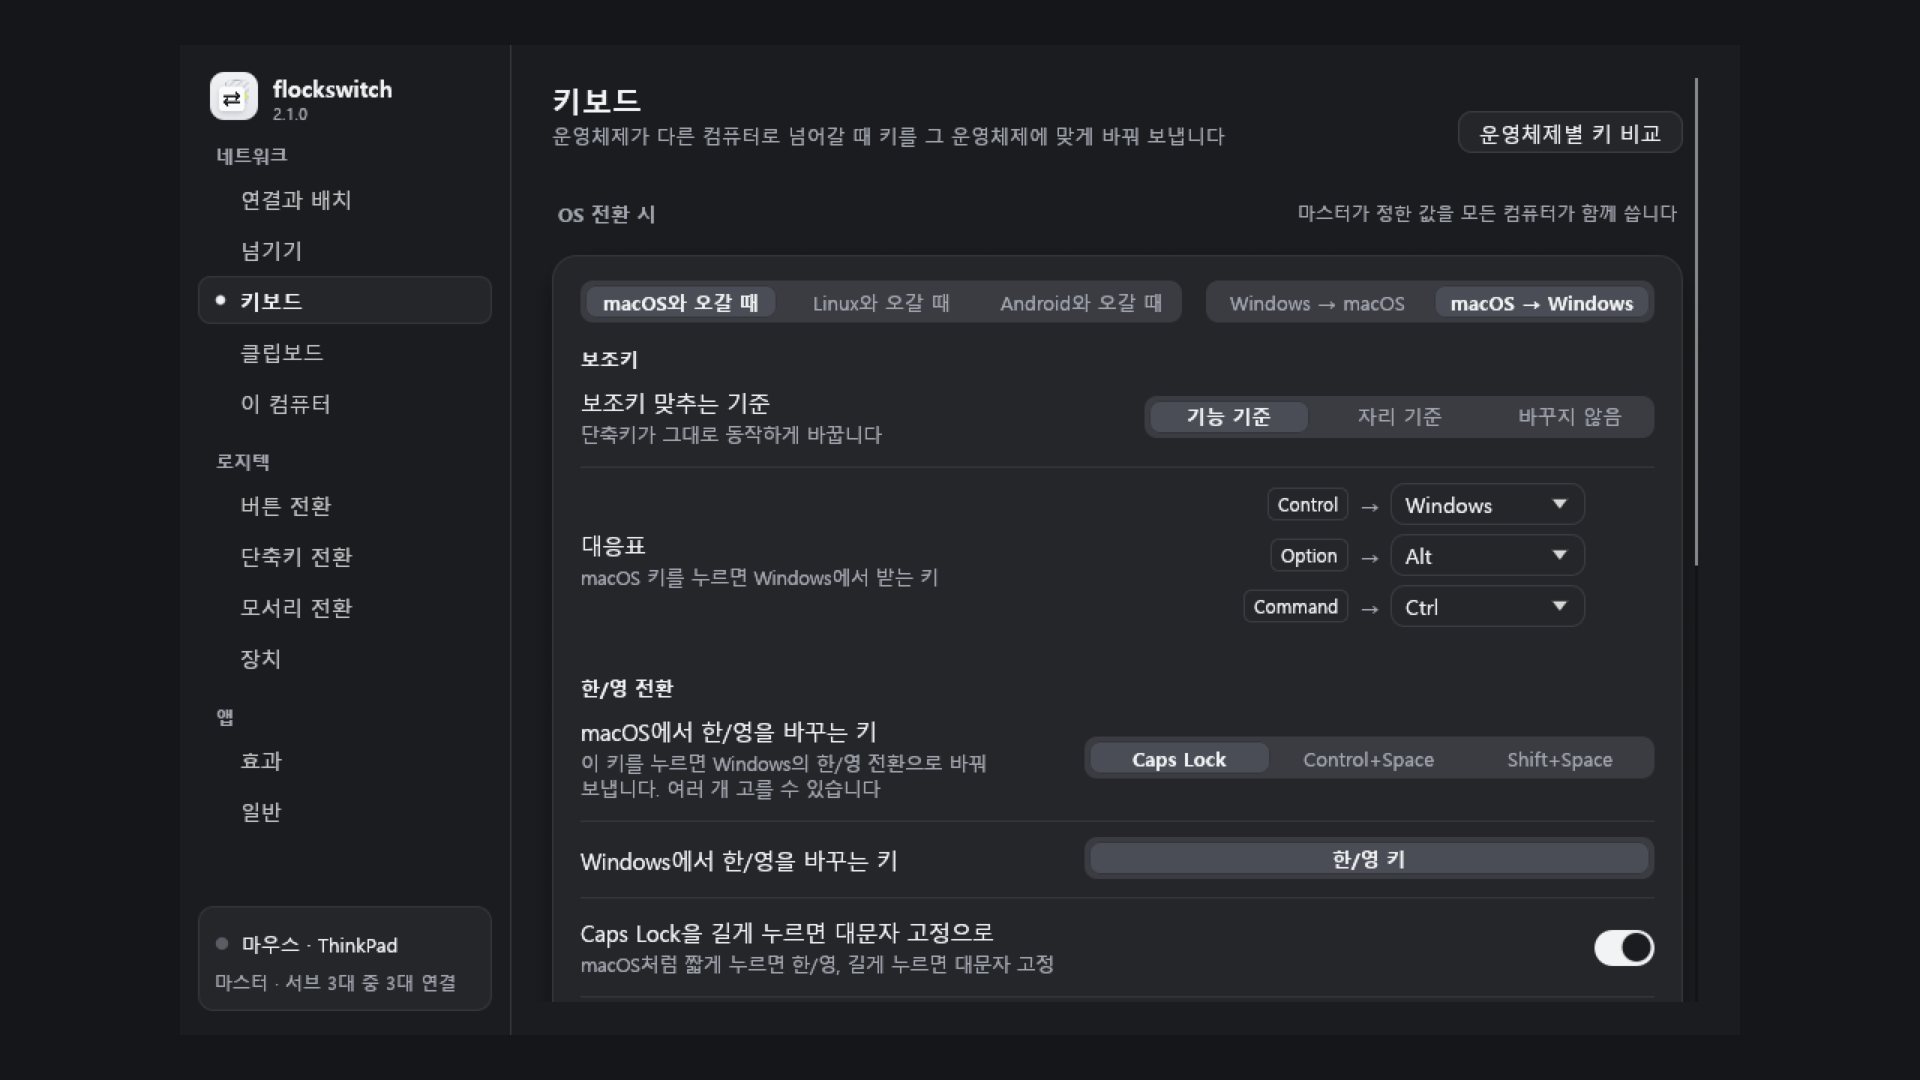 flockswitch
2.1.0
네트워크
연결과 배치
넘기기
키보드
클립보드
이 컴퓨터
로지텍
버튼 전환
단축키 전환
모서리 전환
장치
앱
효과
일반
마우스 · ThinkPad
마스터 · 서브 3대 중 3대 연결
키보드
운영체제가 다른 컴퓨터로 넘어갈 때 키를 그 운영체제에 맞게 바꿔 보냅니다
운영체제별 키 비교
OS 전환 시
마스터가 정한 값을 모든 컴퓨터가 함께 씁니다
macOS와 오갈 때
Linux와 오갈 때
Android와 오갈 때
Windows → macOS
macOS → Windows
보조키
보조키 맞추는 기준
단축키가 그대로 동작하게 바꿉니다
기능 기준
자리 기준
바꾸지 않음
대응표
macOS 키를 누르면 Windows에서 받는 키
Control → Windows
Option → Alt
Command → Ctrl
한/영 전환
macOS에서 한/영을 바꾸는 키
이 키를 누르면 Windows의 한/영 전환으로 바꿔
보냅니다. 여러 개 고를 수 있습니다
Caps Lock
Control+Space
Shift+Space
Windows에서 한/영을 바꾸는 키
한/영 키
Caps Lock을 길게 누르면 대문자 고정으로
macOS처럼 짧게 누르면 한/영, 길게 누르면 대문자 고정